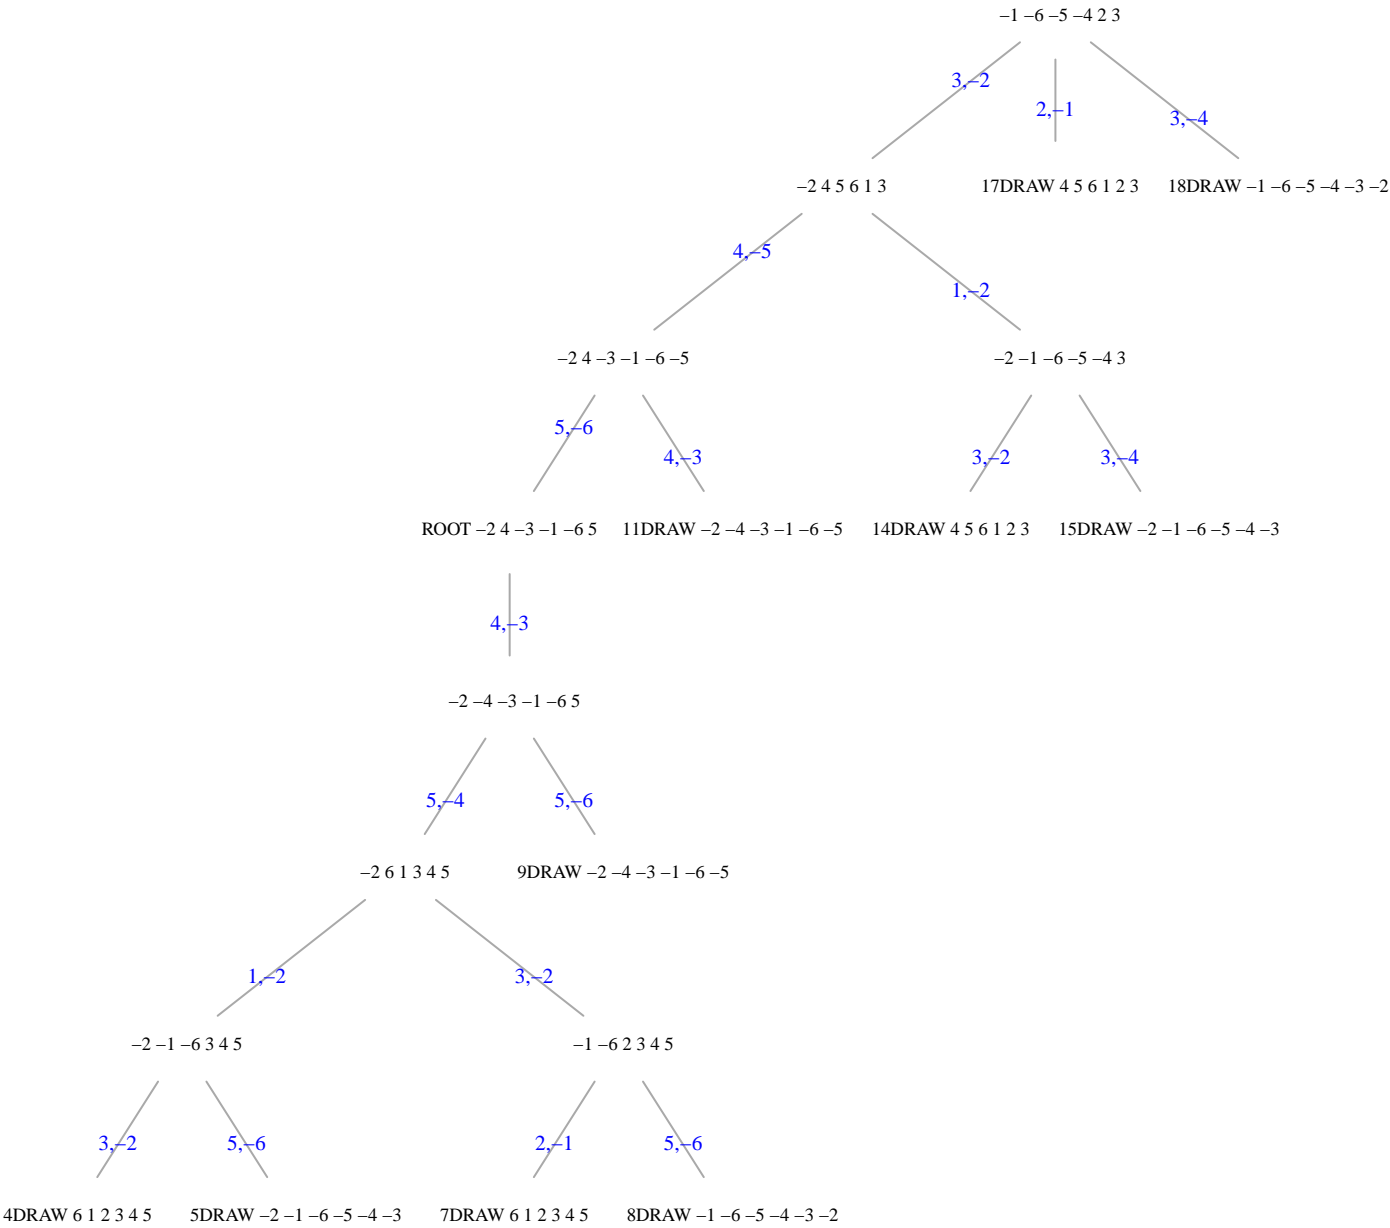 –1 –6 –5 –4 2 3
3,–2
2,–1
3,–4
–2 4 5 6 1 3
17DRAW 4 5 6 1 2 3
18DRAW –1 –6 –5 –4 –3 –2
4,–5
1,–2
–2 4 –3 –1 –6 –5
–2 –1 –6 –5 –4 3
5,–6
4,–3
3,–2
3,–4
ROOT –2 4 –3 –1 –6 5
11DRAW –2 –4 –3 –1 –6 –5
14DRAW 4 5 6 1 2 3
15DRAW –2 –1 –6 –5 –4 –3
4,–3
–2 –4 –3 –1 –6 5
5,–4
5,–6
–2 6 1 3 4 5
9DRAW –2 –4 –3 –1 –6 –5
1,–2
3,–2
–2 –1 –6 3 4 5
–1 –6 2 3 4 5
3,–2
5,–6
2,–1
5,–6
4DRAW 6 1 2 3 4 5
5DRAW –2 –1 –6 –5 –4 –3
7DRAW 6 1 2 3 4 5
8DRAW –1 –6 –5 –4 –3 –2